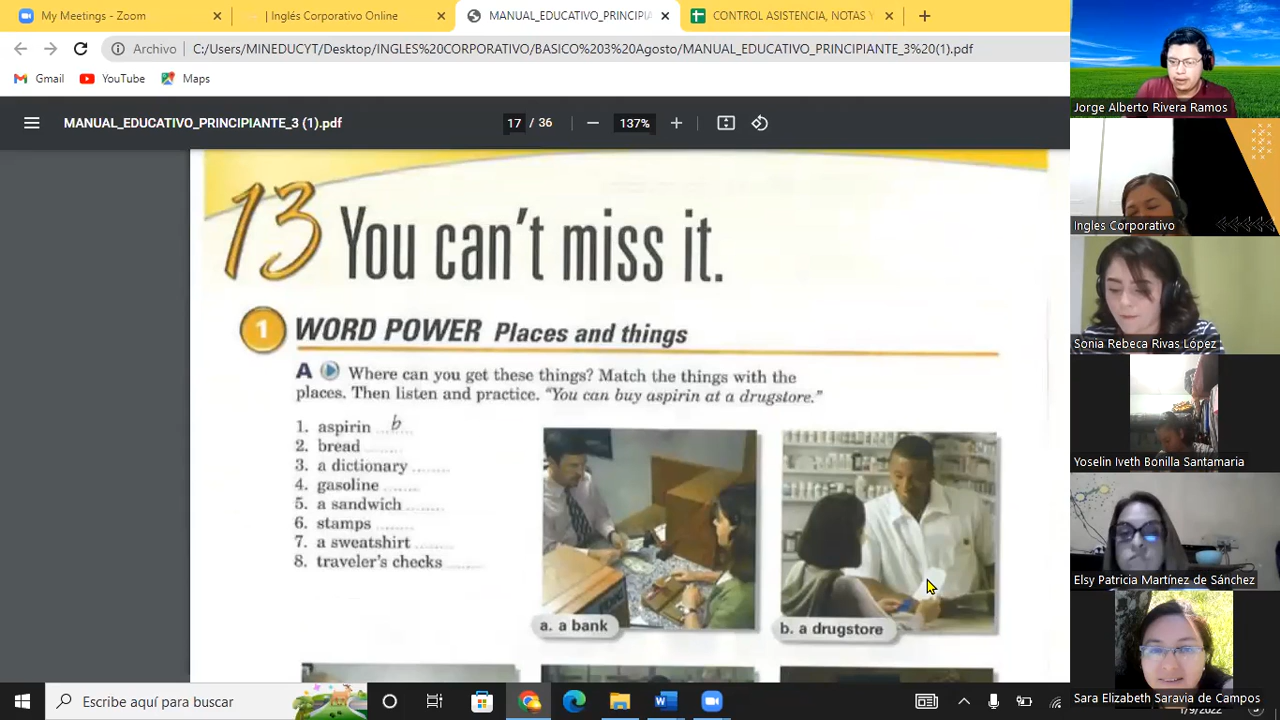 My Meetings - Zoom
Inglés Corporativo Online
MANUAL_EDUCATIVO_PRINCIPIA
CONTROL ASISTENCIA, NOTAS Y
Archivo
C:/Users/MINEDUCYT/Desktop/INGLES%20CORPORATIVO/BASICO%203%20Agosto/MANUAL_EDUCATIVO_PRINCIPIANTE_3%20(1).pdf
Gmail YouTube Maps
MANUAL_EDUCATIVO_PRINCIPIANTE_3 (1).pdf
17 / 36
137%
13 You can't miss it.
1 WORD POWER Places and things
A Where can you get these things? Match the things with the
places. Then listen and practice. "You can buy aspirin at a drugstore."
1. aspirin b
2. bread
3. a dictionary
4. gasoline
5. a sandwich
6. stamps
7. a sweatshirt
8. traveler's checks
a. a bank
b. a drugstore
Jorge Alberto Rivera Ramos
Ingles Corporativo
Sonia Rebeca Rivas López
Yoselin Iveth Bonilla Santamaria
Elsy Patricia Martínez de Sánchez
Sara Elizabeth Saravia de Campos
Escribe aquí para buscar
1/9/2022